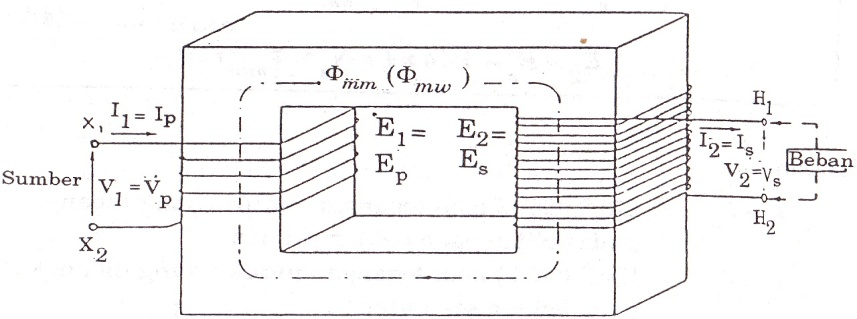 Φmm (Φmw)
X1 I1 = Ip
E1 = E2 =
Ep Es
H1
I2 = Is
Sumber V1 = Vp
V2 = Vs Beban
X2
H2